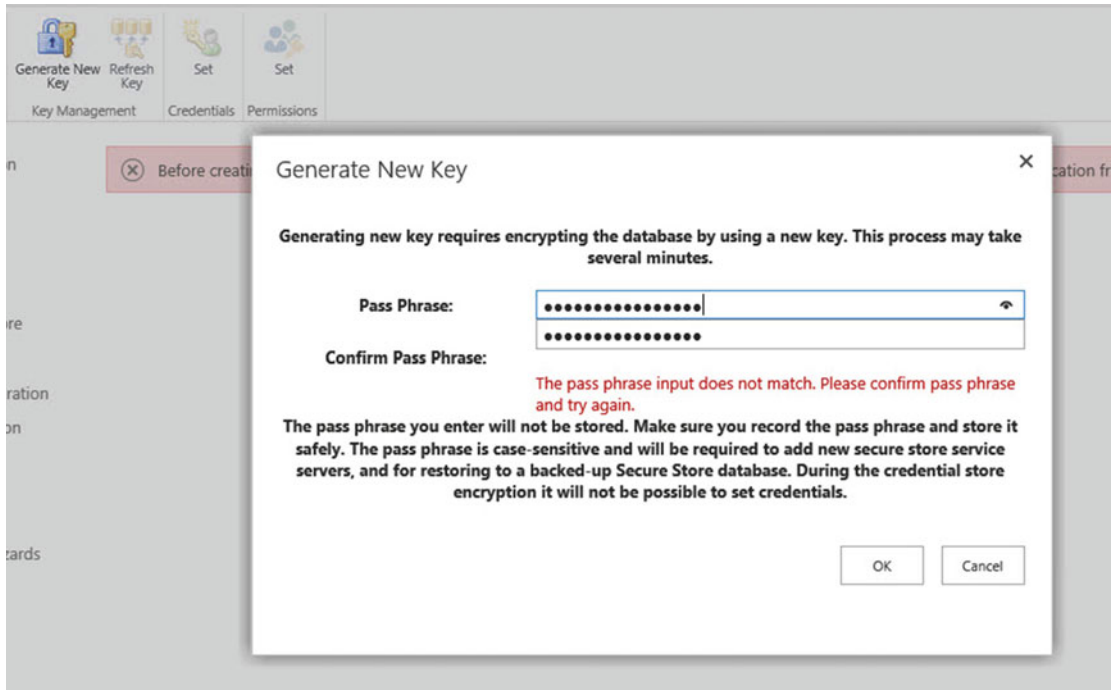 Generate New Key
Refresh Key
Set
Set
Key Management
Credentials
Permissions
Before
Generate New Key
Generating new key requires encrypting the database by using a new key. This process may take
several minutes.
Pass Phrase:
Confirm Pass Phrase:
The pass phrase input does not match. Please confirm pass phrase
and try again.
The pass phrase you enter will not be stored. Make sure you record the pass phrase and store it
safely. The pass phrase is case-sensitive and will be required to add new secure store service
servers, and for restoring to a backed-up Secure Store database. During the credential store
encryption it will not be possible to set credentials.
OK
Cancel